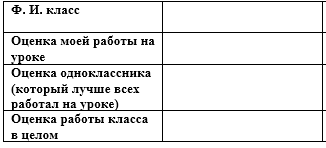 Ф. И. класс
Оценка моей работы на
уроке
Оценка одноклассника
(который лучше всех
работал на уроке)
Оценка работы класса
в целом